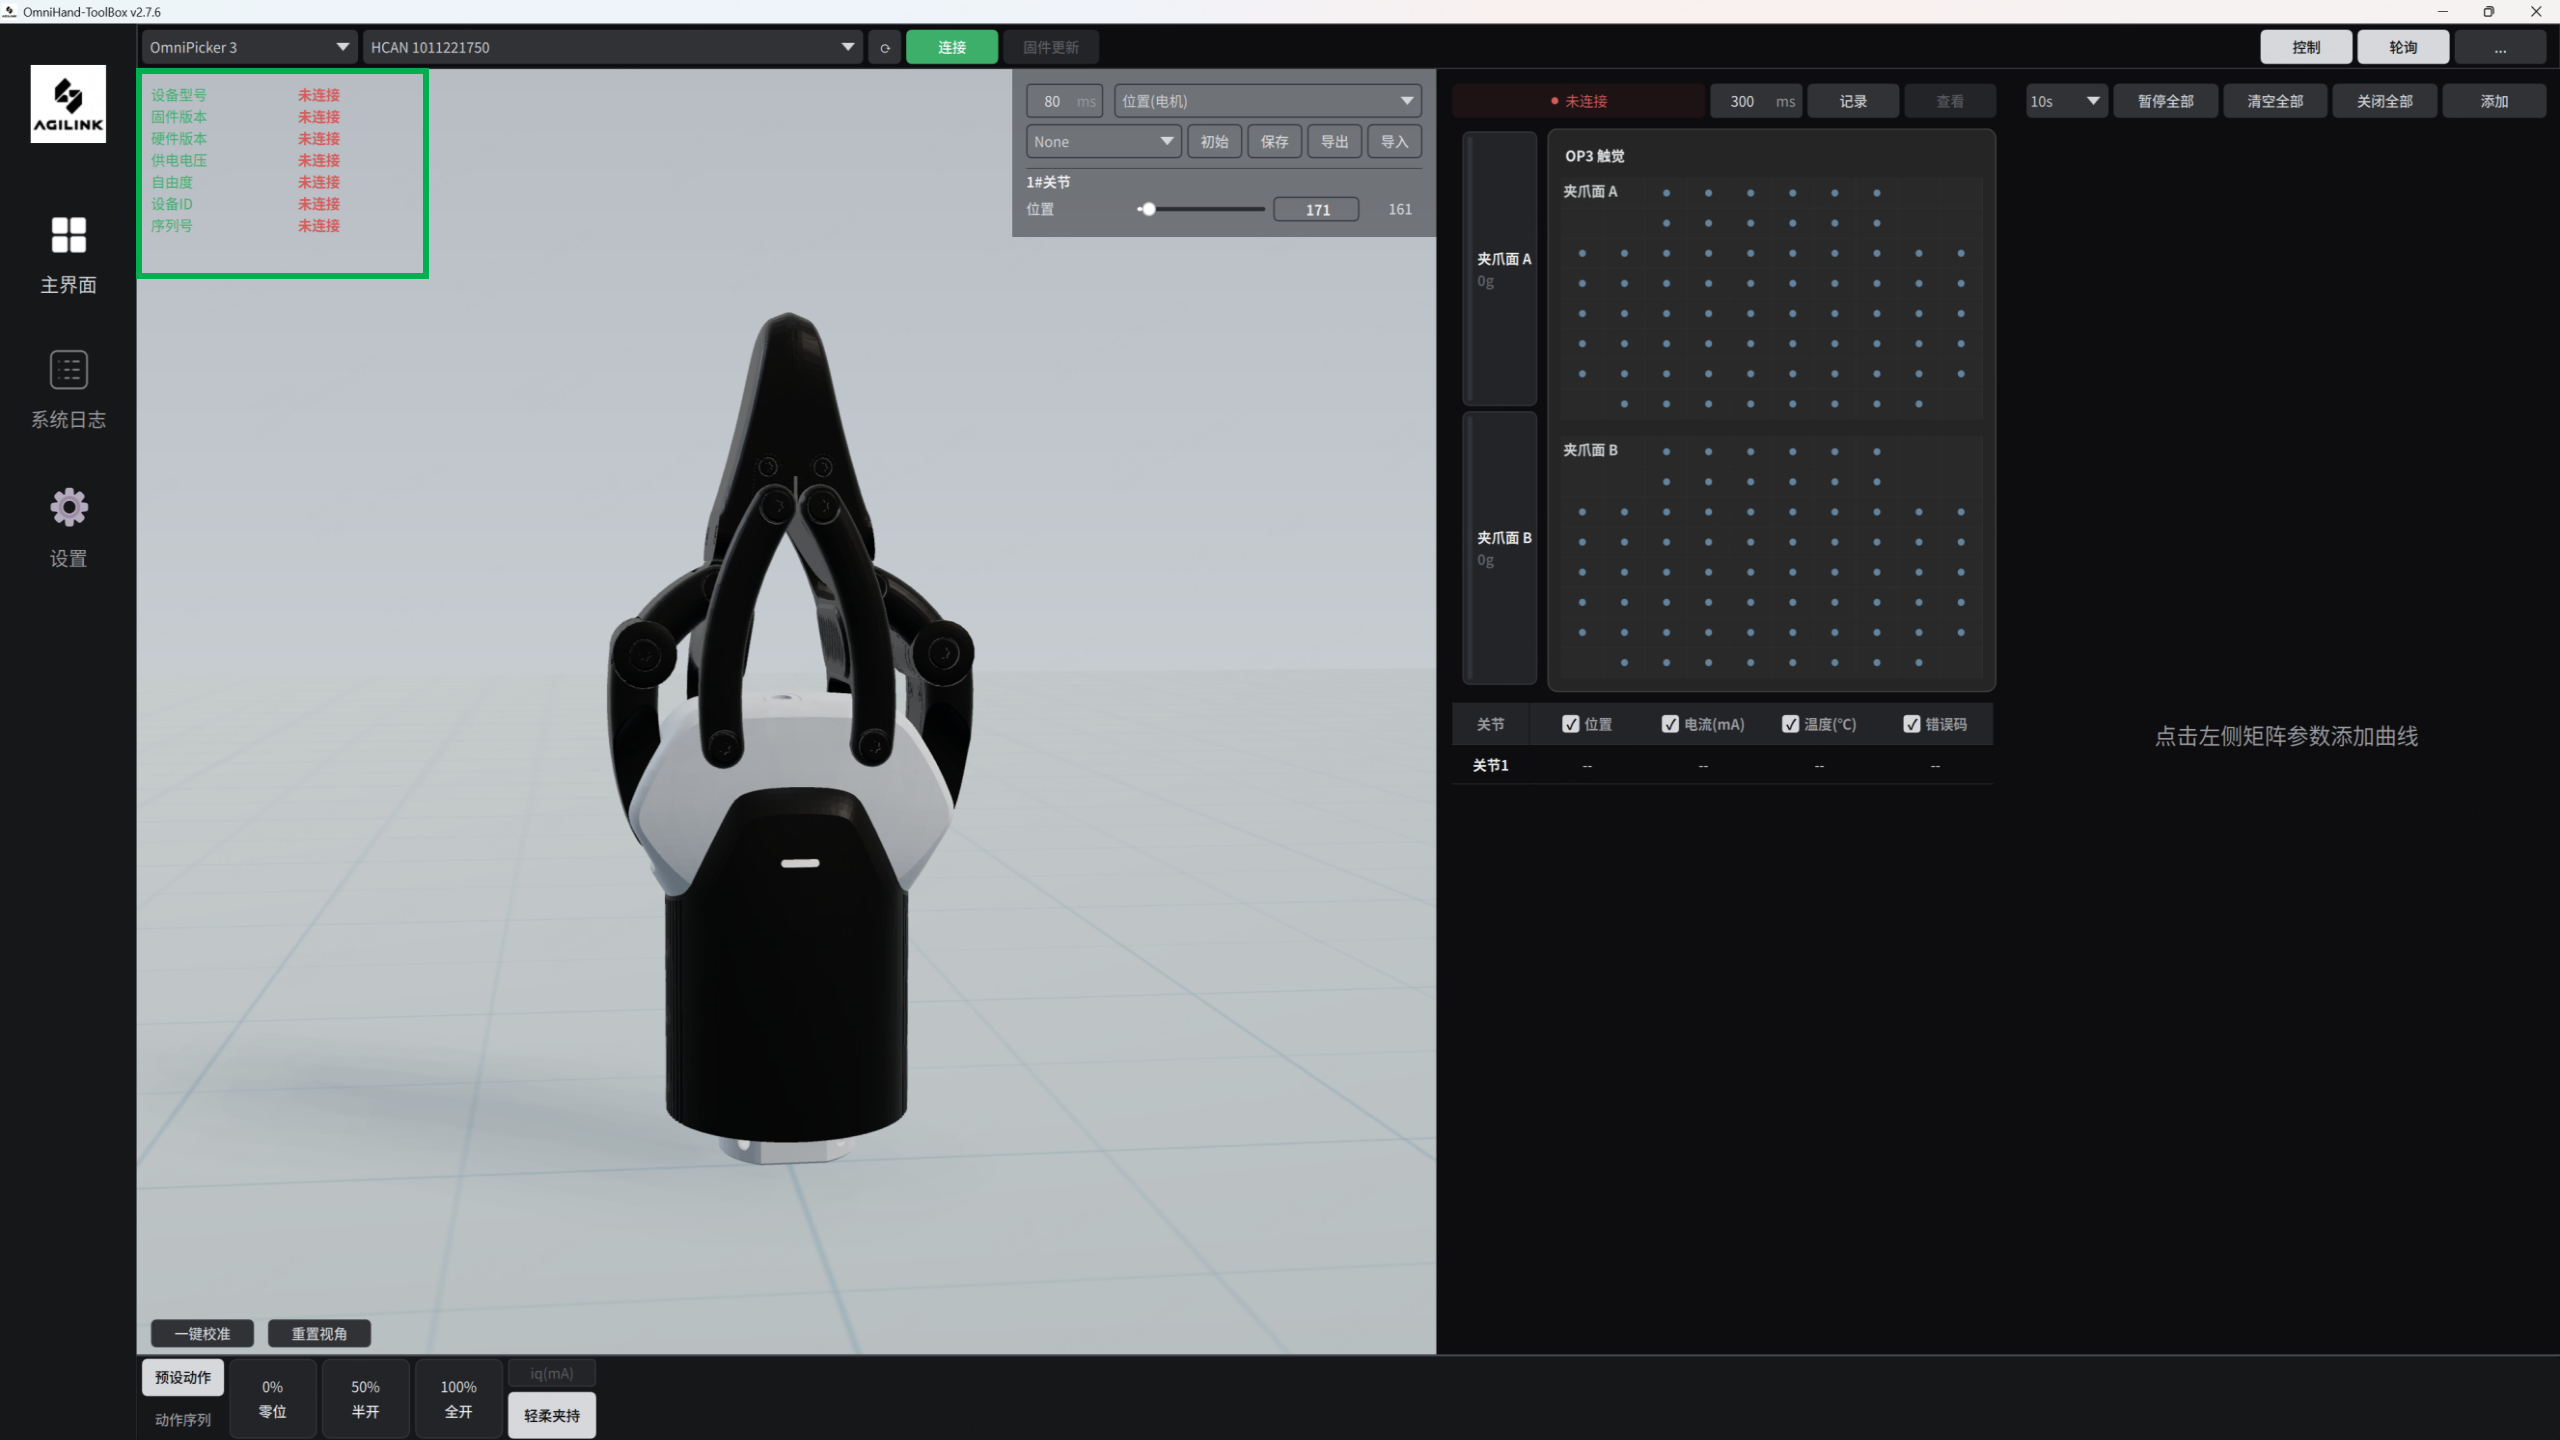 OmniHand-ToolBox v2.7.6
OmniPicker 3
HCAN 1011221750
连接
固件更新
控制
轮询
...
AGILINK
主界面
系统日志
设置
设备型号 未连接
固件版本 未连接
硬件版本 未连接
供电电压 未连接
自由度 未连接
设备ID 未连接
序列号 未连接
80 ms
位置(电机)
None
初始
保存
导出
导入
1#关节
位置 171 161
未连接
300 ms
记录
查看
10s
暂停全部
清空全部
关闭全部
添加
夹爪面 A
0g
夹爪面 B
0g
OP3 触觉
夹爪面 A
夹爪面 B
关节 位置 电流(mA) 温度(°C) 错误码
关节1 -- -- -- --
点击左侧矩阵参数添加曲线
一键校准
重置视角
预设动作
动作序列
0%
零位
50%
半开
100%
全开
iq(mA)
轻柔夹持